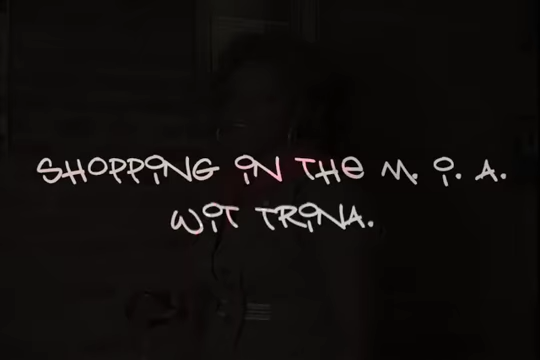 SHOPPING IN THE M. I. A.
WIT TRINA.